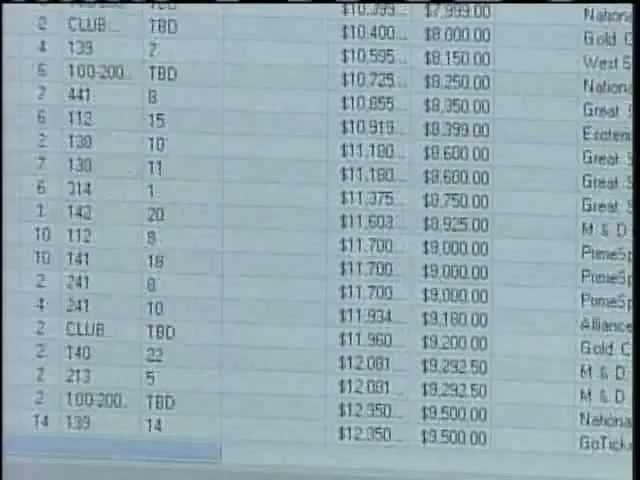 TBD $10,399... $7,999.00 Nationa
2 CLUB... TBD $10,400... $8,000.00 Gold C
4 139 7 $10,595... $8,150.00 West S
100-200... TBD $10,725... $8,250.00 Nationa
2 441 8 $10,855... $8,350.00 Great S
6 112 15 $10,919... $8,399.00
2 130 10 $11,180... $8,600.00 Great S
7 130 11 $11,180... $8,600.00 Great S
6 314 1 $11,375... $8,750.00 Great S
1 142 20 $11,603... $8,925.00 M & D
10 112 9 $11,700... $9,000.00 PrimeSp
10 141 18 $11,700... $9,000.00 PrimeSp
2 241 8 $11,700... $9,000.00 PrimeSp
4 241 10 $11,934... $9,180.00 Alliance
2 CLUB... TBD $11,960... $9,200.00 Gold C
2 140 22 $12,081... $9,292.50 M & D
2 213 5 $12,081... $9,292.50 M & D
2 100-200... TBD $12,350... $9,500.00 Nationa
14 139 14 $12,350... $9,500.00 GoTick